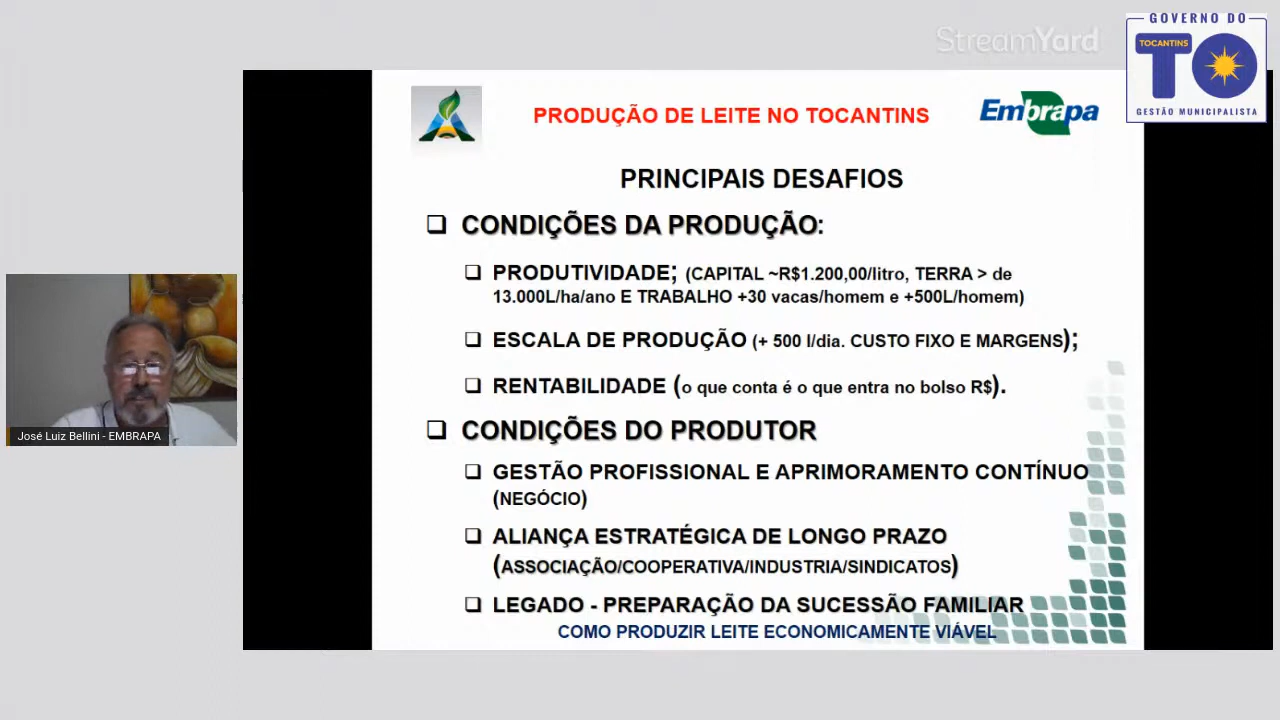 StreamYard
GOVERNO DO
TOCANTINS
TO
GESTÃO MUNICIPALISTA
PRODUÇÃO DE LEITE NO TOCANTINS
Embrapa
PRINCIPAIS DESAFIOS
❑ CONDIÇÕES DA PRODUÇÃO:
❑ PRODUTIVIDADE; (CAPITAL ~R$1.200,00/litro, TERRA > de
13.000L/ha/ano E TRABALHO +30 vacas/homem e +500L/homem)
❑ ESCALA DE PRODUÇÃO (+ 500 l/dia. CUSTO FIXO E MARGENS);
❑ RENTABILIDADE (o que conta é o que entra no bolso R$).
❑ CONDIÇÕES DO PRODUTOR
❑ GESTÃO PROFISSIONAL E APRIMORAMENTO CONTÍNUO
(NEGÓCIO)
❑ ALIANÇA ESTRATÉGICA DE LONGO PRAZO
(ASSOCIAÇÃO/COOPERATIVA/INDUSTRIA/SINDICATOS)
❑ LEGADO - PREPARAÇÃO DA SUCESSÃO FAMILIAR
COMO PRODUZIR LEITE ECONOMICAMENTE VIÁVEL
José Luiz Bellini - EMBRAPA